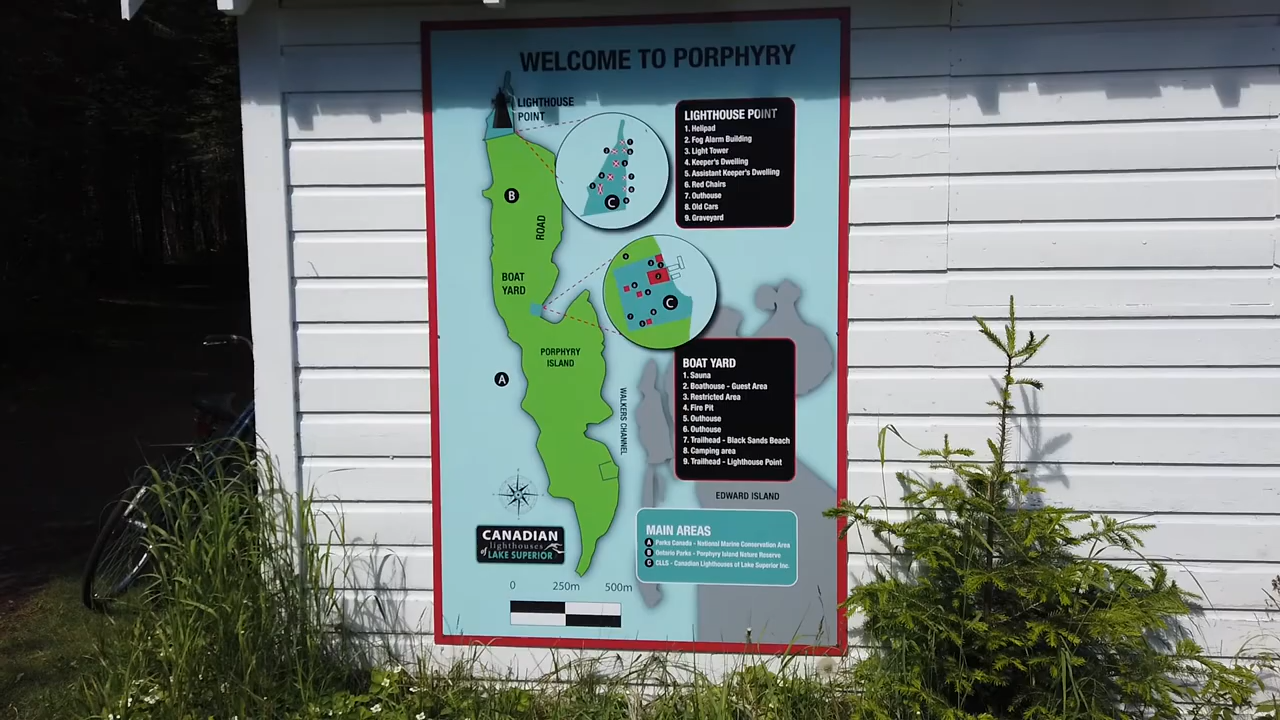 WELCOME TO PORPHYRY
LIGHTHOUSE
POINT
LIGHTHOUSE POINT
1. Helipad
2. Fog Alarm Building
3. Light Tower
4. Keeper's Dwelling
5. Assistant Keeper's Dwelling
6. Red Chairs
7. Outhouse
8. Old Cars
9. Graveyard
C
B
ROAD
BOAT
YARD
C
PORPHYRY
ISLAND
A
WALKERS CHANNEL
BOAT YARD
1. Sauna
2. Boathouse - Guest Area
3. Restricted Area
4. Fire Pit
5. Outhouse
6. Outhouse
7. Trailhead - Black Sands Beach
8. Camping area
9. Trailhead - Lighthouse Point
EDWARD ISLAND
CANADIAN
lighthouses
of LAKE SUPERIOR
MAIN AREAS
A Parks Canada - National Marine Conservation Area
B Ontario Parks - Porphyry Island Nature Reserve
C CLLS - Canadian Lighthouses of Lake Superior Inc.
0 250m 500m